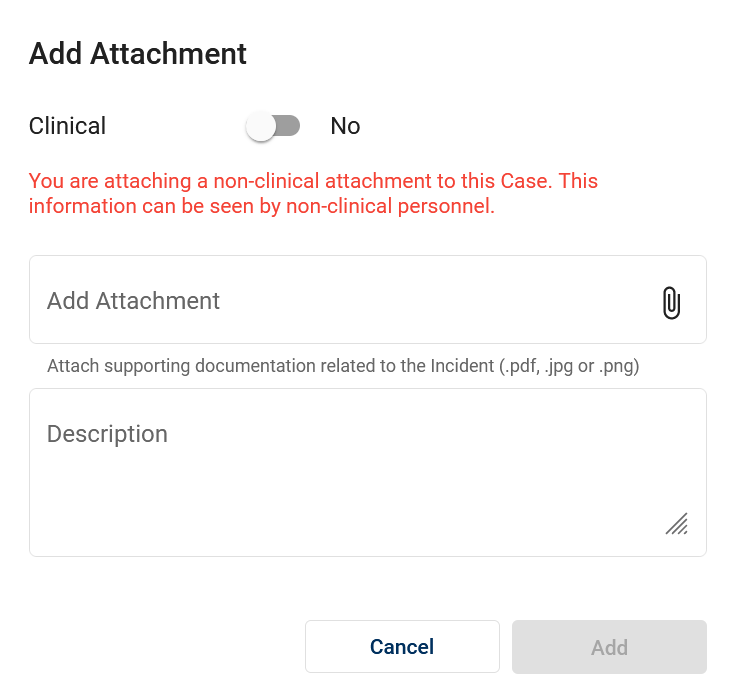 Add Attachment
Clinical No
You are attaching a non-clinical attachment to this Case. This
information can be seen by non-clinical personnel.
Add Attachment
Attach supporting documentation related to the Incident (.pdf, .jpg or .png)
Description
Cancel Add